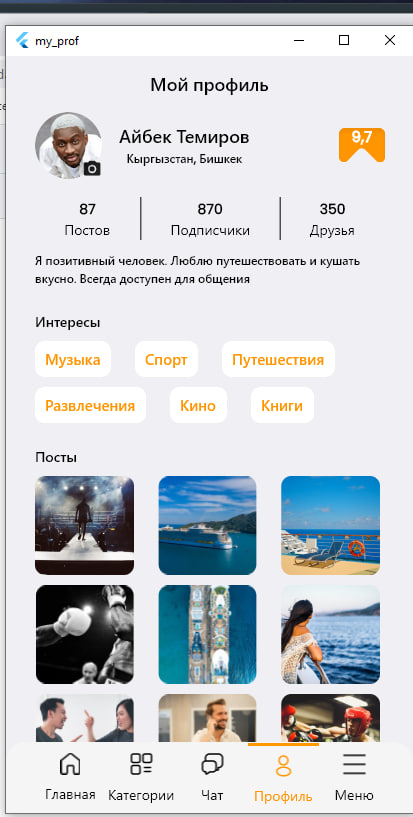 my_prof
Мой профиль
Айбек Темиров
9,7
Кыргызстан, Бишкек
87 870 350
Постов Подписчики Друзья
Я позитивный человек. Люблю путешествовать и кушать
вкусно. Всегда доступен для общения
Интересы
Музыка Спорт Путешествия
Развлечения Кино Книги
Посты
Главная Категории Чат Профиль Меню